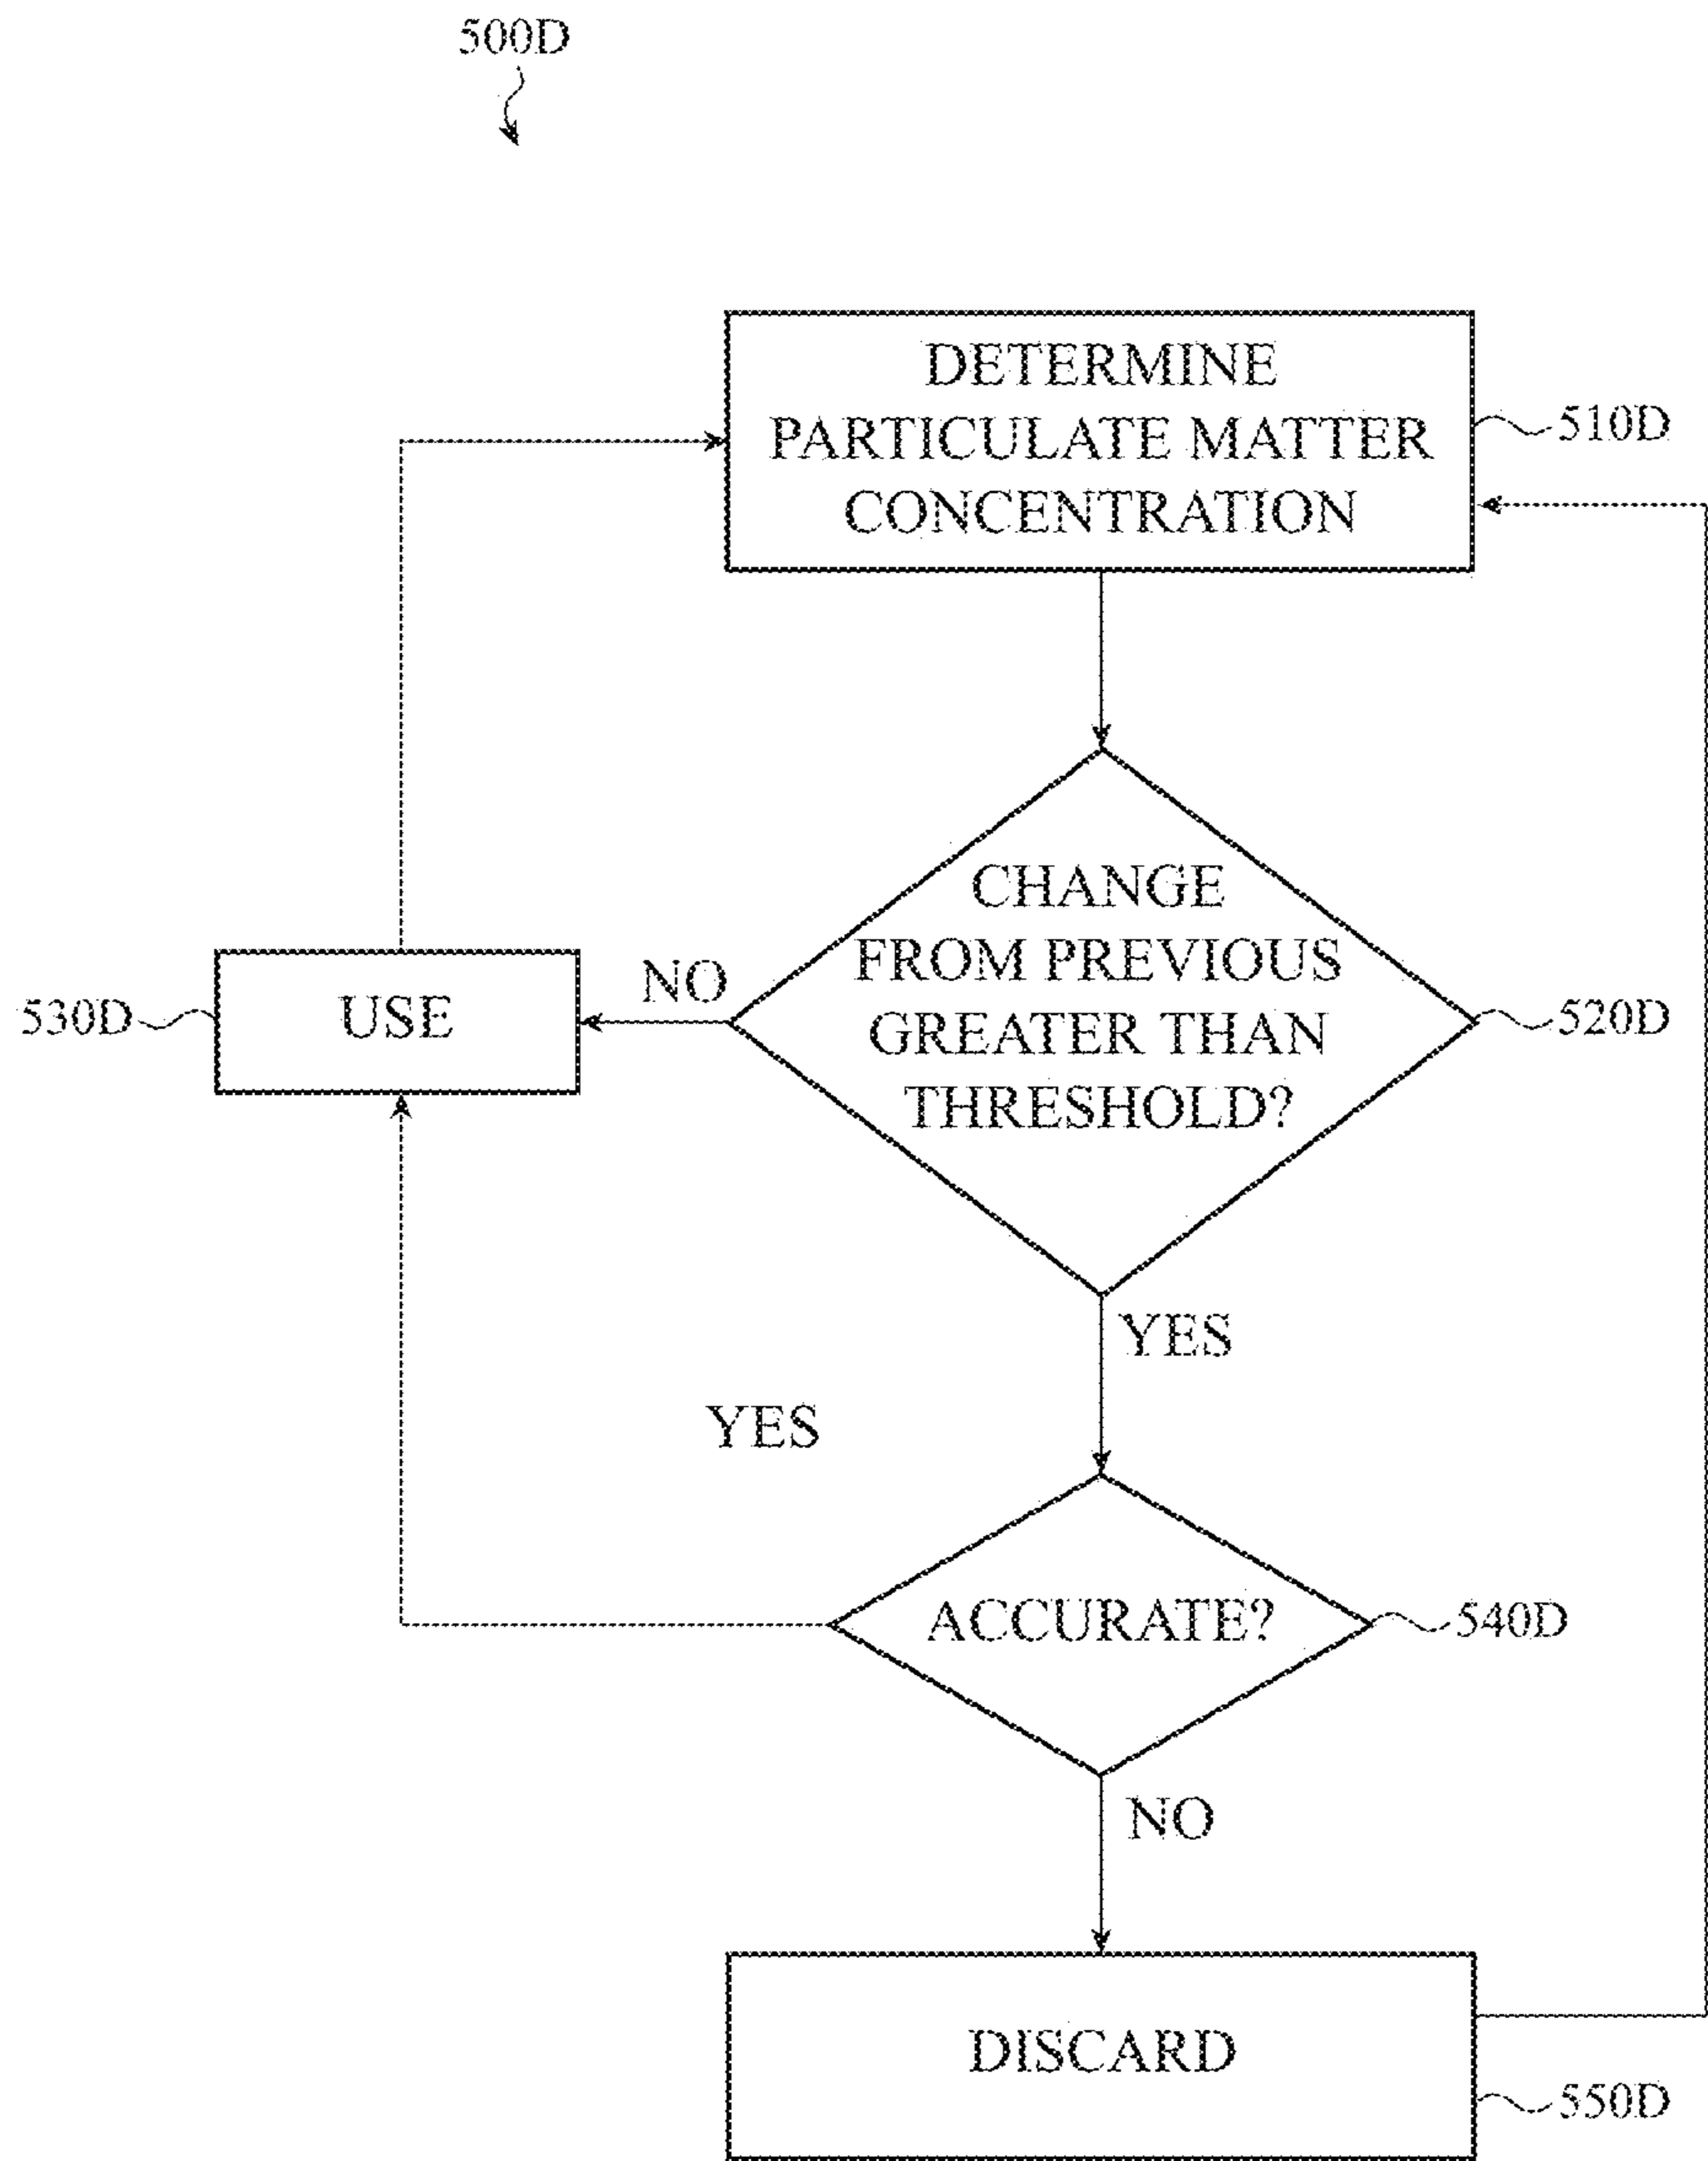 500D
DETERMINE
PARTICULATE MATTER
CONCENTRATION
510D
CHANGE
FROM PREVIOUS
GREATER THAN
THRESHOLD?
520D
NO
USE
530D
YES
YES
ACCURATE?
540D
NO
DISCARD
550D